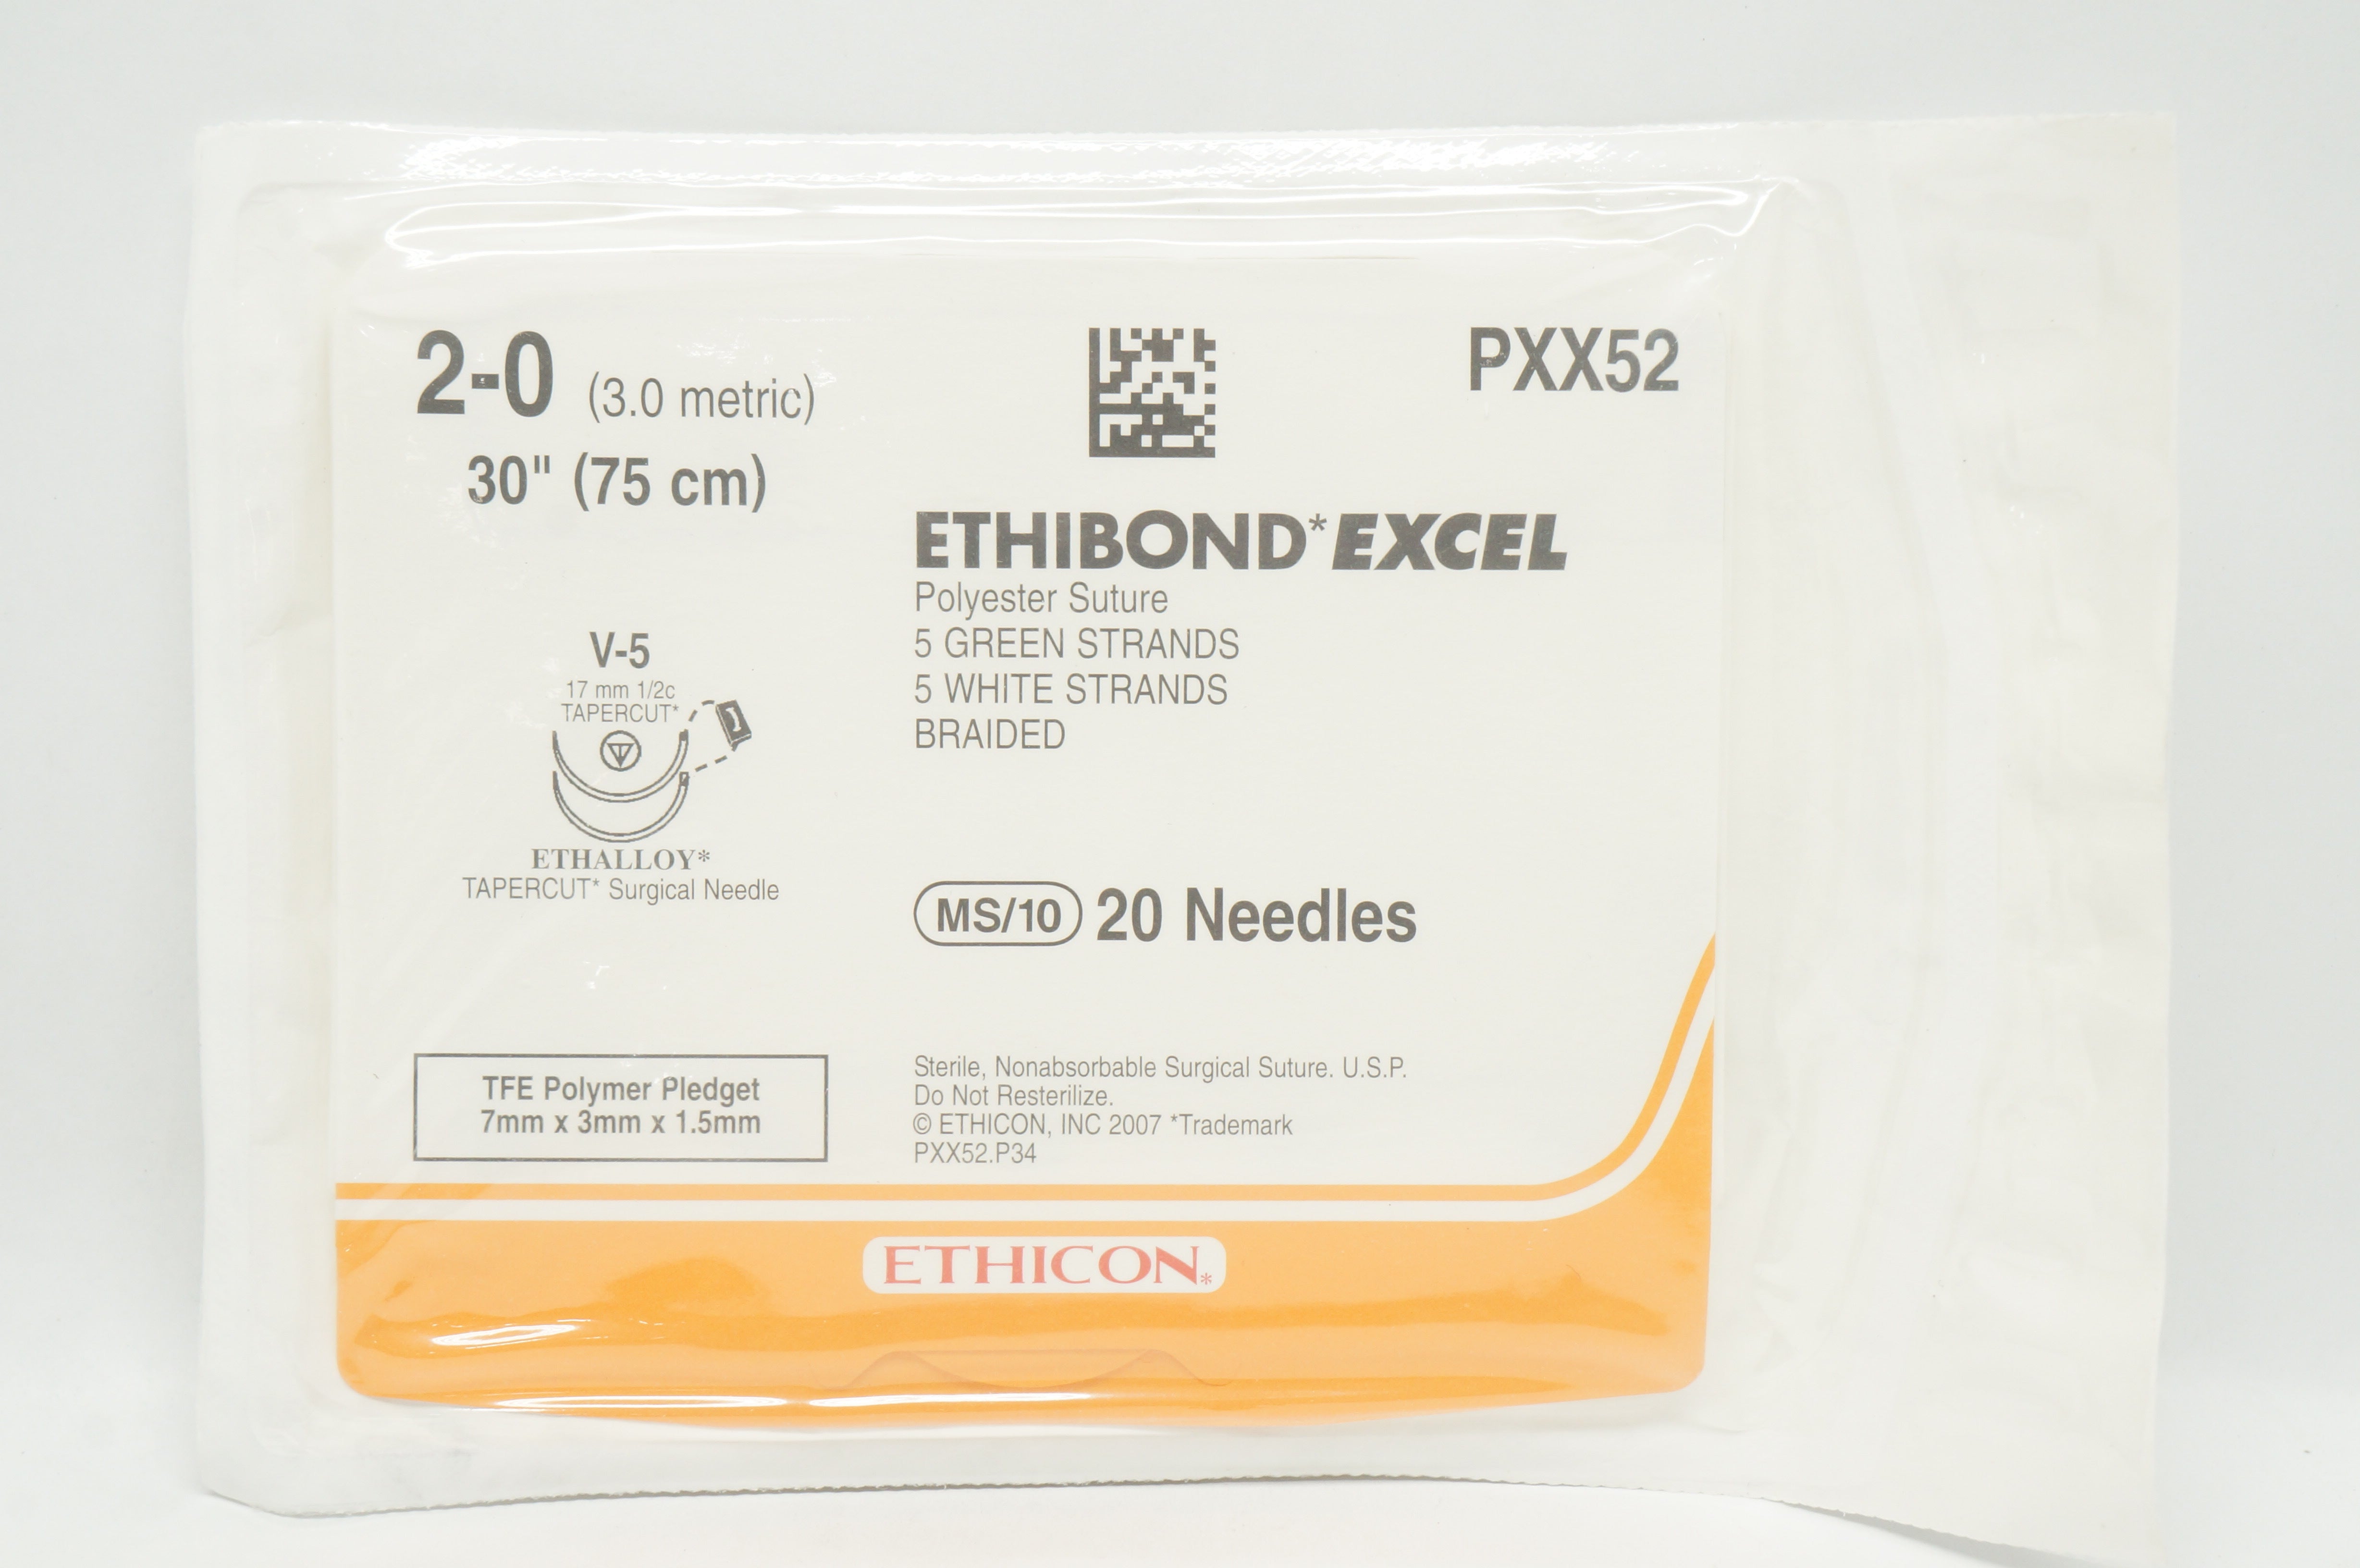 2-0 (3.0 metric)
30" (75 cm)
PXX52
ETHIBOND*EXCEL
Polyester Suture
5 GREEN STRANDS
5 WHITE STRANDS
BRAIDED
V-5
17 mm 1/2c
TAPERCUT*
ETHALLOY*
TAPERCUT* Surgical Needle
MS/10 20 Needles
TFE Polymer Pledget
7mm x 3mm x 1.5mm
Sterile, Nonabsorbable Surgical Suture. U.S.P.
Do Not Resterilize.
© ETHICON, INC 2007 *Trademark
PXX52.P34
ETHICON*